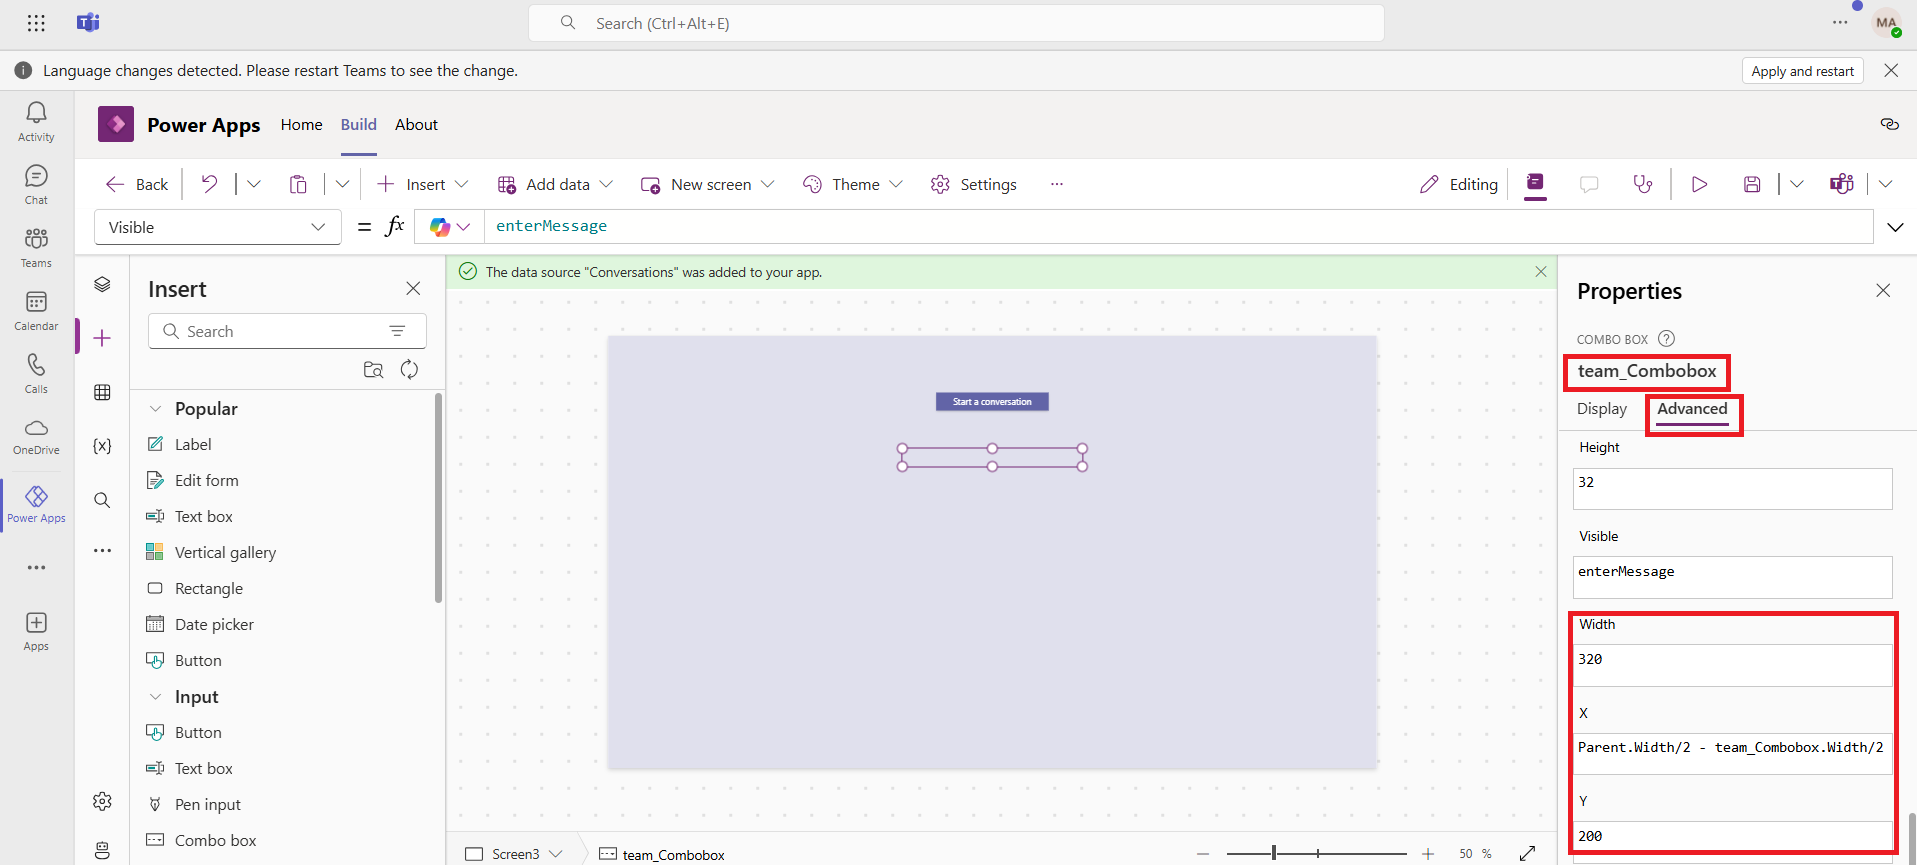 Search (Ctrl+Alt+E)
MA
Language changes detected. Please restart Teams to see the change.
Apply and restart
Activity
Chat
Teams
Calendar
Calls
OneDrive
Power Apps
Apps
Power Apps
Home
Build
About
Back
Insert
Add data
New screen
Theme
Settings
Editing
Visible
= fx
enterMessage
Insert
Search
Popular
Label
Edit form
Text box
Vertical gallery
Rectangle
Date picker
Button
Input
Button
Text box
Pen input
Combo box
The data source "Conversations" was added to your app.
Start a conversation
Screen3
team_Combobox
50 %
Properties
COMBO BOX
team_Combobox
Display
Advanced
Height
32
Visible
enterMessage
Width
320
X
Parent.Width/2 - team_Combobox.Width/2
Y
200